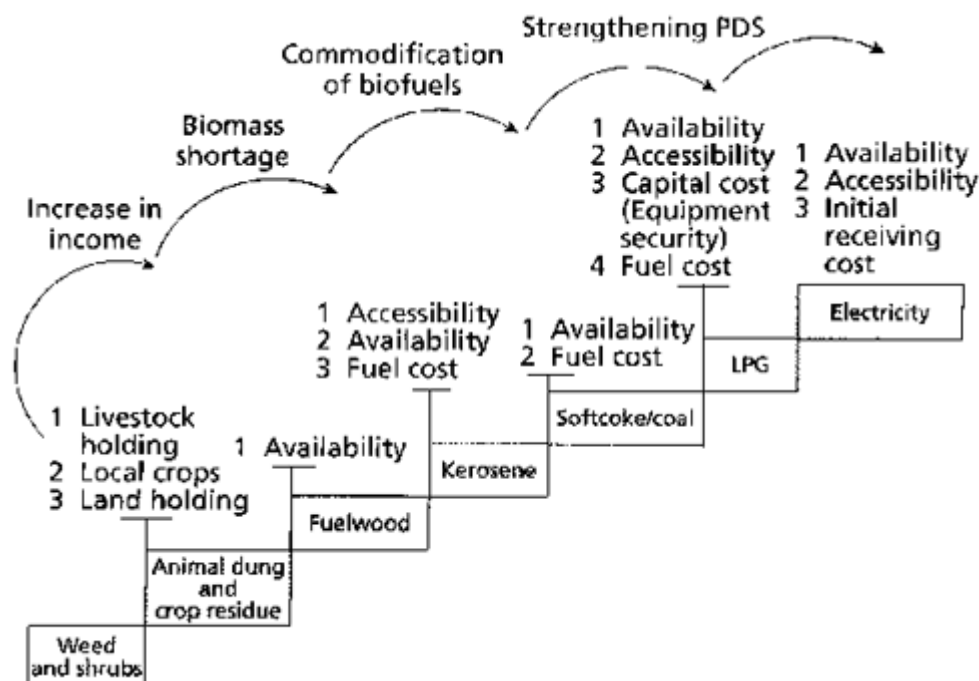 Strengthening PDS
Commodification
of biofuels
Biomass
shortage
Increase in
income
1 Availability
2 Accessibility
3 Capital cost
(Equipment
security)
4 Fuel cost
1 Availability
2 Accessibility
3 Initial
receiving
cost
1 Accessibility
2 Availability
3 Fuel cost
1 Availability
2 Fuel cost
1 Livestock
holding
2 Local crops
3 Land holding
1 Availability
Electricity
LPG
Softcoke/coal
Kerosene
Fuelwood
Animal dung
and
crop residue
Weed
and shrubs